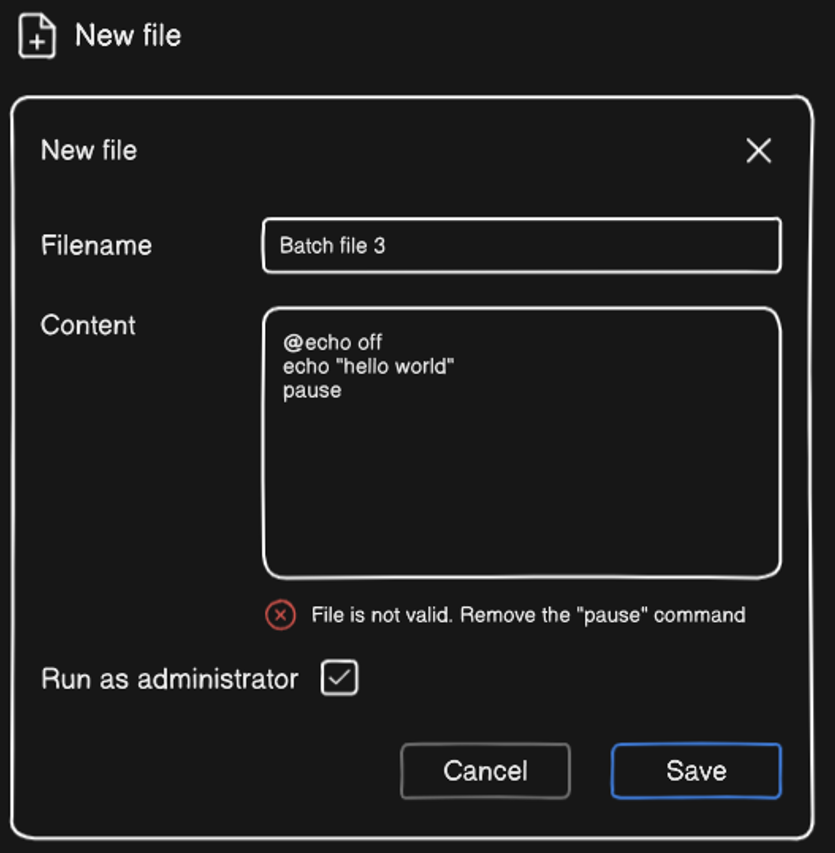 New file
New file
Filename
Batch file 3
Content
@echo off
echo "hello world"
pause
File is not valid. Remove the "pause" command
Run as administrator
Cancel
Save